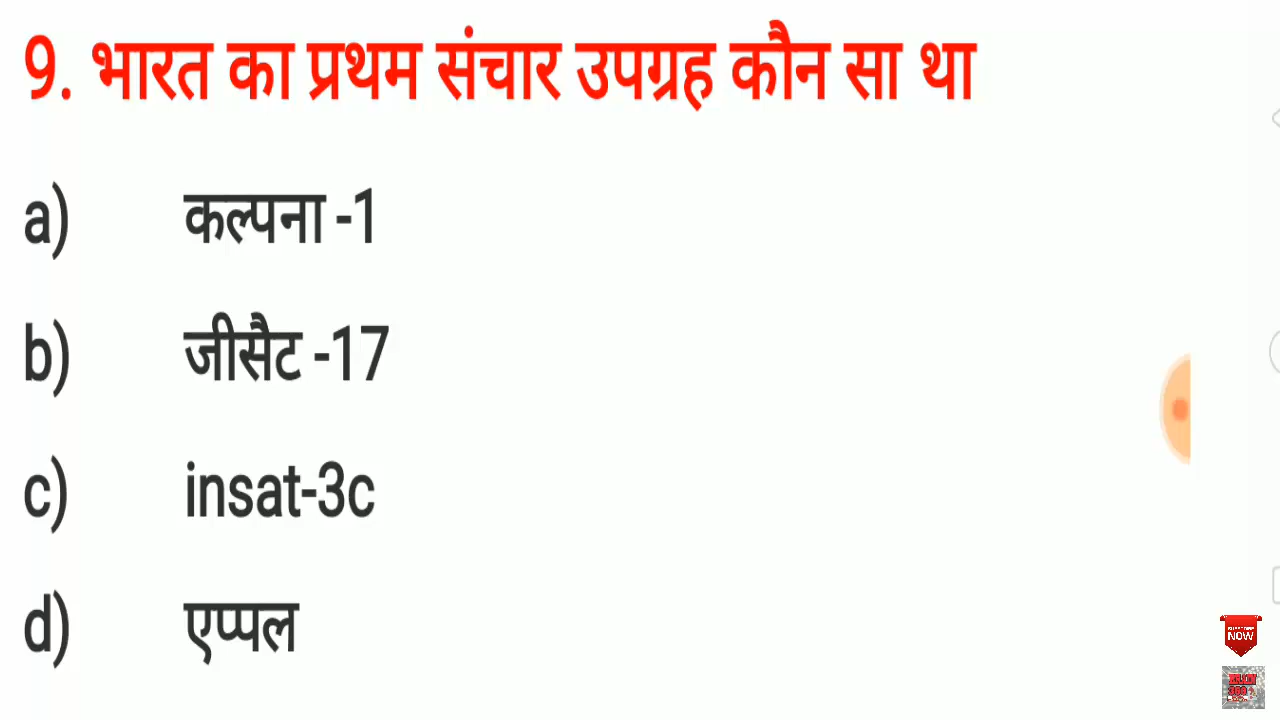 9. भारत का प्रथम संचार उपग्रह कौन सा था
a) कल्पना -1
b) जीसैट -17
c) insat-3c
d) एप्पल
NOW